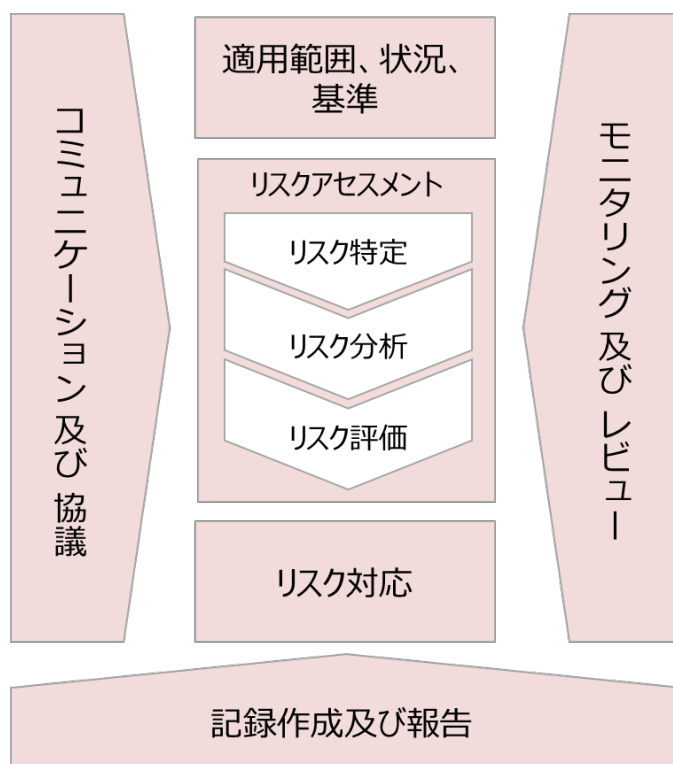 適用範囲、状況、
基準
コミュニケーション 及び 協議
リスクアセスメント
リスク特定
リスク分析
リスク評価
モニタリング 及び レビュー
リスク対応
記録作成及び報告